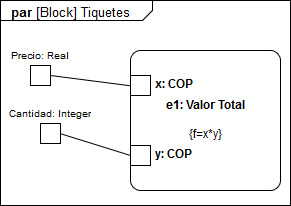 par [Block] Tiquetes
Precio: Real
x: COP
e1: Valor Total
Cantidad: Integer
{f=x*y}
y: COP